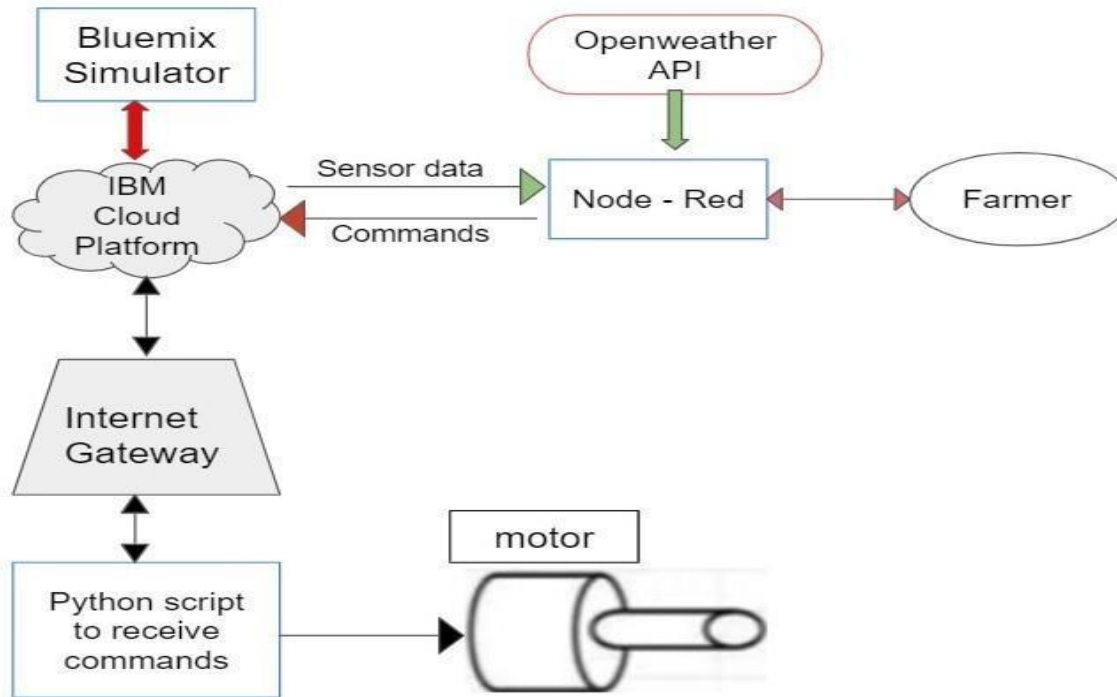 Bluemix
Simulator
Openweather
API
IBM
Cloud
Platform
Sensor data
Commands
Node - Red
Farmer
Internet
Gateway
motor
Python script
to receive
commands